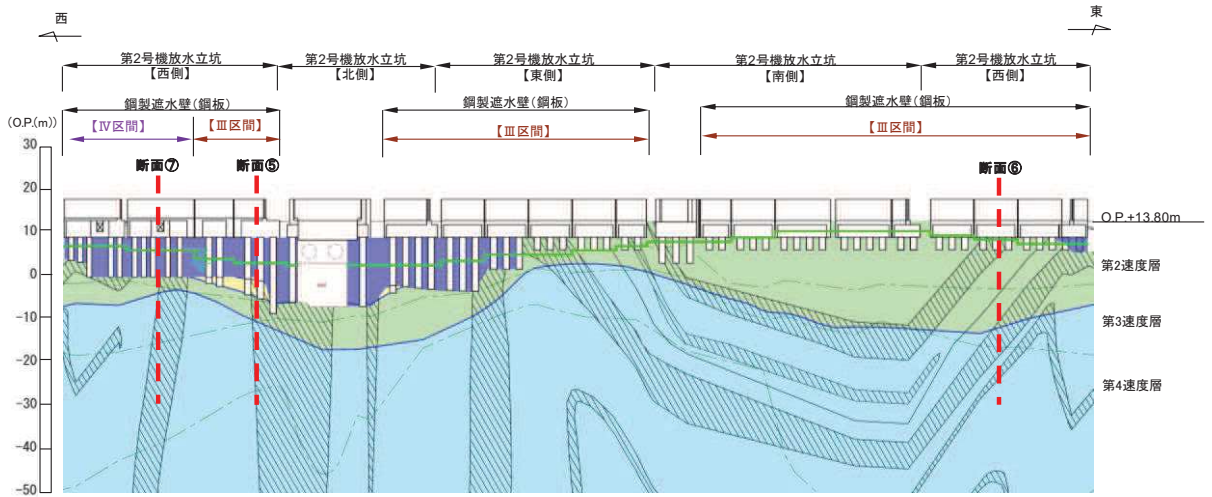 西
東
第2号機放水立坑
【西側】
第2号機放水立坑
【北側】
第2号機放水立坑
【東側】
第2号機放水立坑
【南側】
第2号機放水立坑
【西側】
鋼製遮水壁(鋼板)
鋼製遮水壁(鋼板)
鋼製遮水壁(鋼板)
(O.P.(m))
【Ⅳ区間】
【Ⅲ区間】
【Ⅲ区間】
【Ⅲ区間】
断面⑦
断面⑤
断面⑥
30
20
10
0
-10
-20
-30
-40
-50
O.P.+13.80m
第2速度層
第3速度層
第4速度層